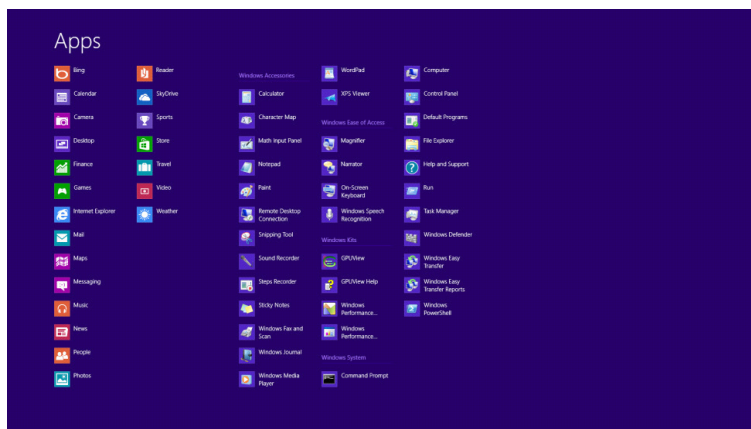 Apps
Bing
Calendar
Camera
Desktop
Finance
Games
Internet Explorer
Mail
Maps
Messaging
Music
News
People
Photos
Reader
SkyDrive
Sports
Store
Travel
Video
Weather
Windows Accessories
Calculator
Character Map
Math Input Panel
Notepad
Paint
Remote Desktop
Connection
Snipping Tool
Sound Recorder
Steps Recorder
Sticky Notes
Windows Fax and
Scan
Windows Journal
Windows Media
Player
WordPad
XPS Viewer
Windows Ease of Access
Magnifier
Narrator
On-Screen
Keyboard
Windows Speech
Recognition
Windows Kits
GPUView
GPUView Help
Windows
Performance...
Windows
Performance...
Windows System
Command Prompt
Computer
Control Panel
Default Programs
File Explorer
Help and Support
Run
Task Manager
Windows Defender
Windows Easy
Transfer
Windows Easy
Transfer Reports
Windows
PowerShell